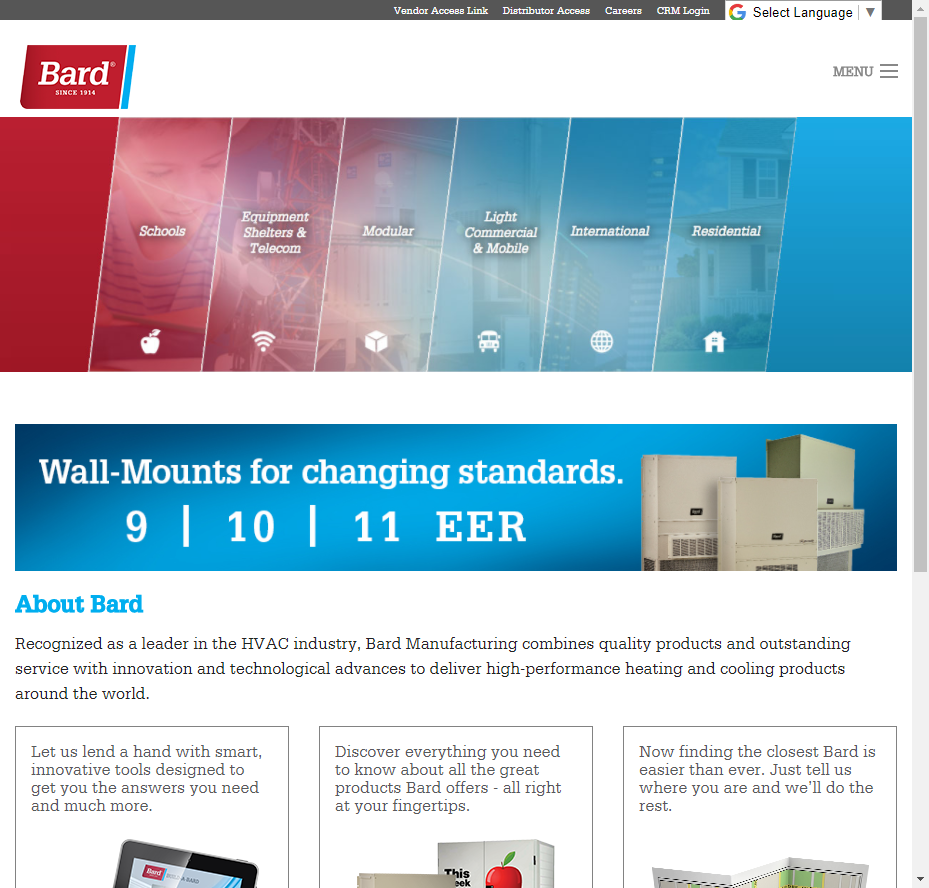 Vendor Access Link Distributor Access Careers CRM Login Select Language ▼
Bard®
SINCE 1914
MENU
Schools
Equipment
Shelters &
Telecom
Modular
Light
Commercial
& Mobile
International
Residential
Wall-Mounts for changing standards.
9 | 10 | 11 EER
About Bard
Recognized as a leader in the HVAC industry, Bard Manufacturing combines quality products and outstanding
service with innovation and technological advances to deliver high-performance heating and cooling products
around the world.
Let us lend a hand with smart,
innovative tools designed to
get you the answers you need
and much more.
Discover everything you need
to know about all the great
products Bard offers - all right
at your fingertips.
Now finding the closest Bard is
easier than ever. Just tell us
where you are and we'll do the
rest.
Bard
This